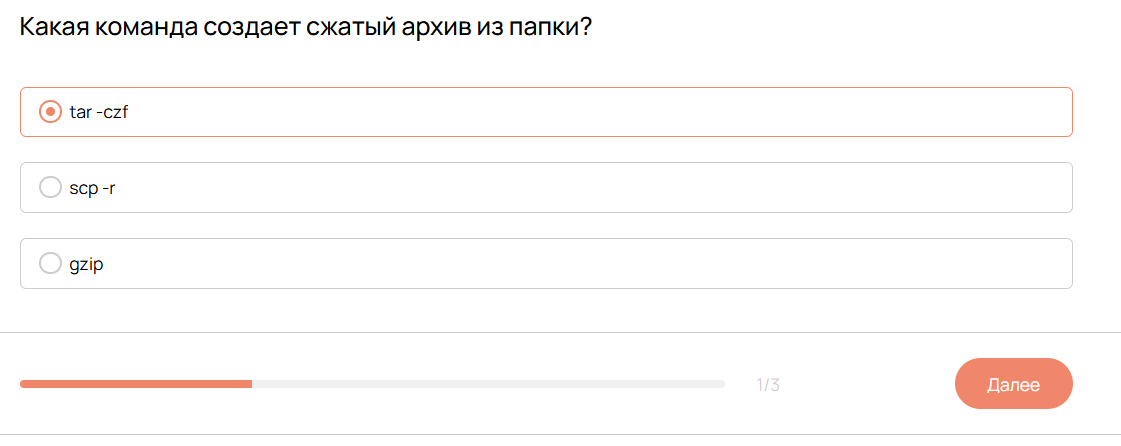 Какая команда создает сжатый архив из папки?
tar -czf
scp -r
gzip
1/3
Далее